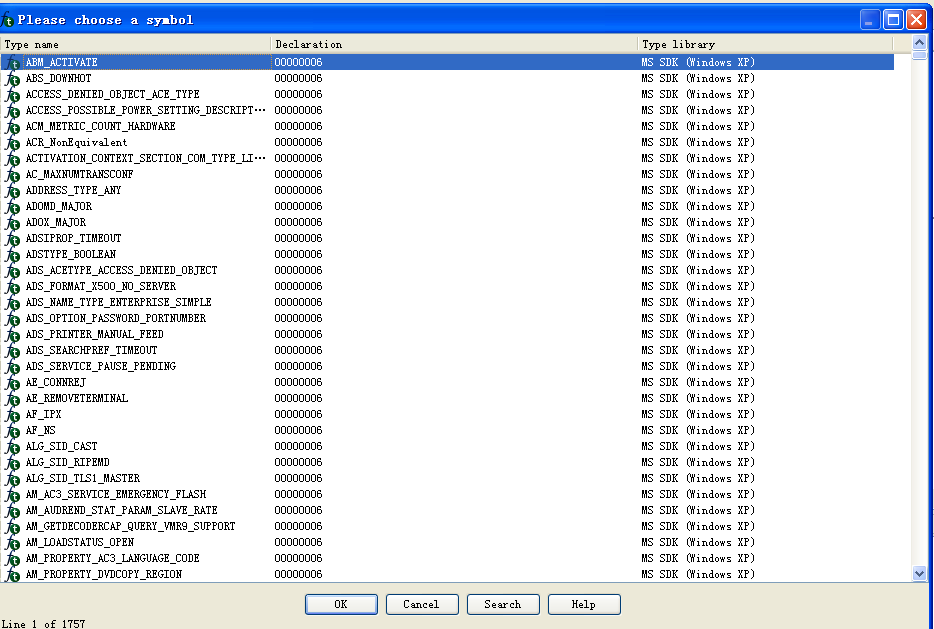 Please choose a symbol
Type name Declaration Type library
ABM_ACTIVATE 00000006 MS SDK (Windows XP)
ABS_DOWNHOT 00000006 MS SDK (Windows XP)
ACCESS_DENIED_OBJECT_ACE_TYPE 00000006 MS SDK (Windows XP)
ACCESS_POSSIBLE_POWER_SETTING_DESCRIPT... 00000006 MS SDK (Windows XP)
ACM_METRIC_COUNT_HARDWARE 00000006 MS SDK (Windows XP)
ACR_NonEquivalent 00000006 MS SDK (Windows XP)
ACTIVATION_CONTEXT_SECTION_COM_TYPE_LI... 00000006 MS SDK (Windows XP)
AC_MAXNUMTRANSCONF 00000006 MS SDK (Windows XP)
ADDRESS_TYPE_ANY 00000006 MS SDK (Windows XP)
ADOMD_MAJOR 00000006 MS SDK (Windows XP)
ADOX_MAJOR 00000006 MS SDK (Windows XP)
ADSIPROP_TIMEOUT 00000006 MS SDK (Windows XP)
ADSTYPE_BOOLEAN 00000006 MS SDK (Windows XP)
ADS_ACETYPE_ACCESS_DENIED_OBJECT 00000006 MS SDK (Windows XP)
ADS_FORMAT_X500_NO_SERVER 00000006 MS SDK (Windows XP)
ADS_NAME_TYPE_ENTERPRISE_SIMPLE 00000006 MS SDK (Windows XP)
ADS_OPTION_PASSWORD_PORTNUMBER 00000006 MS SDK (Windows XP)
ADS_PRINTER_MANUAL_FEED 00000006 MS SDK (Windows XP)
ADS_SEARCHPREF_TIMEOUT 00000006 MS SDK (Windows XP)
ADS_SERVICE_PAUSE_PENDING 00000006 MS SDK (Windows XP)
AE_CONNREJ 00000006 MS SDK (Windows XP)
AE_REMOVETERMINAL 00000006 MS SDK (Windows XP)
AF_IPX 00000006 MS SDK (Windows XP)
AF_NS 00000006 MS SDK (Windows XP)
ALG_SID_CAST 00000006 MS SDK (Windows XP)
ALG_SID_RIPEMD 00000006 MS SDK (Windows XP)
ALG_SID_TLS1_MASTER 00000006 MS SDK (Windows XP)
AM_AC3_SERVICE_EMERGENCY_FLASH 00000006 MS SDK (Windows XP)
AM_AUDREND_STAT_PARAM_SLAVE_RATE 00000006 MS SDK (Windows XP)
AM_GETDECODERCAP_QUERY_VMR9_SUPPORT 00000006 MS SDK (Windows XP)
AM_LOADSTATUS_OPEN 00000006 MS SDK (Windows XP)
AM_PROPERTY_AC3_LANGUAGE_CODE 00000006 MS SDK (Windows XP)
AM_PROPERTY_DVDCOPY_REGION 00000006 MS SDK (Windows XP)
OK Cancel Search Help
Line 1 of 1757